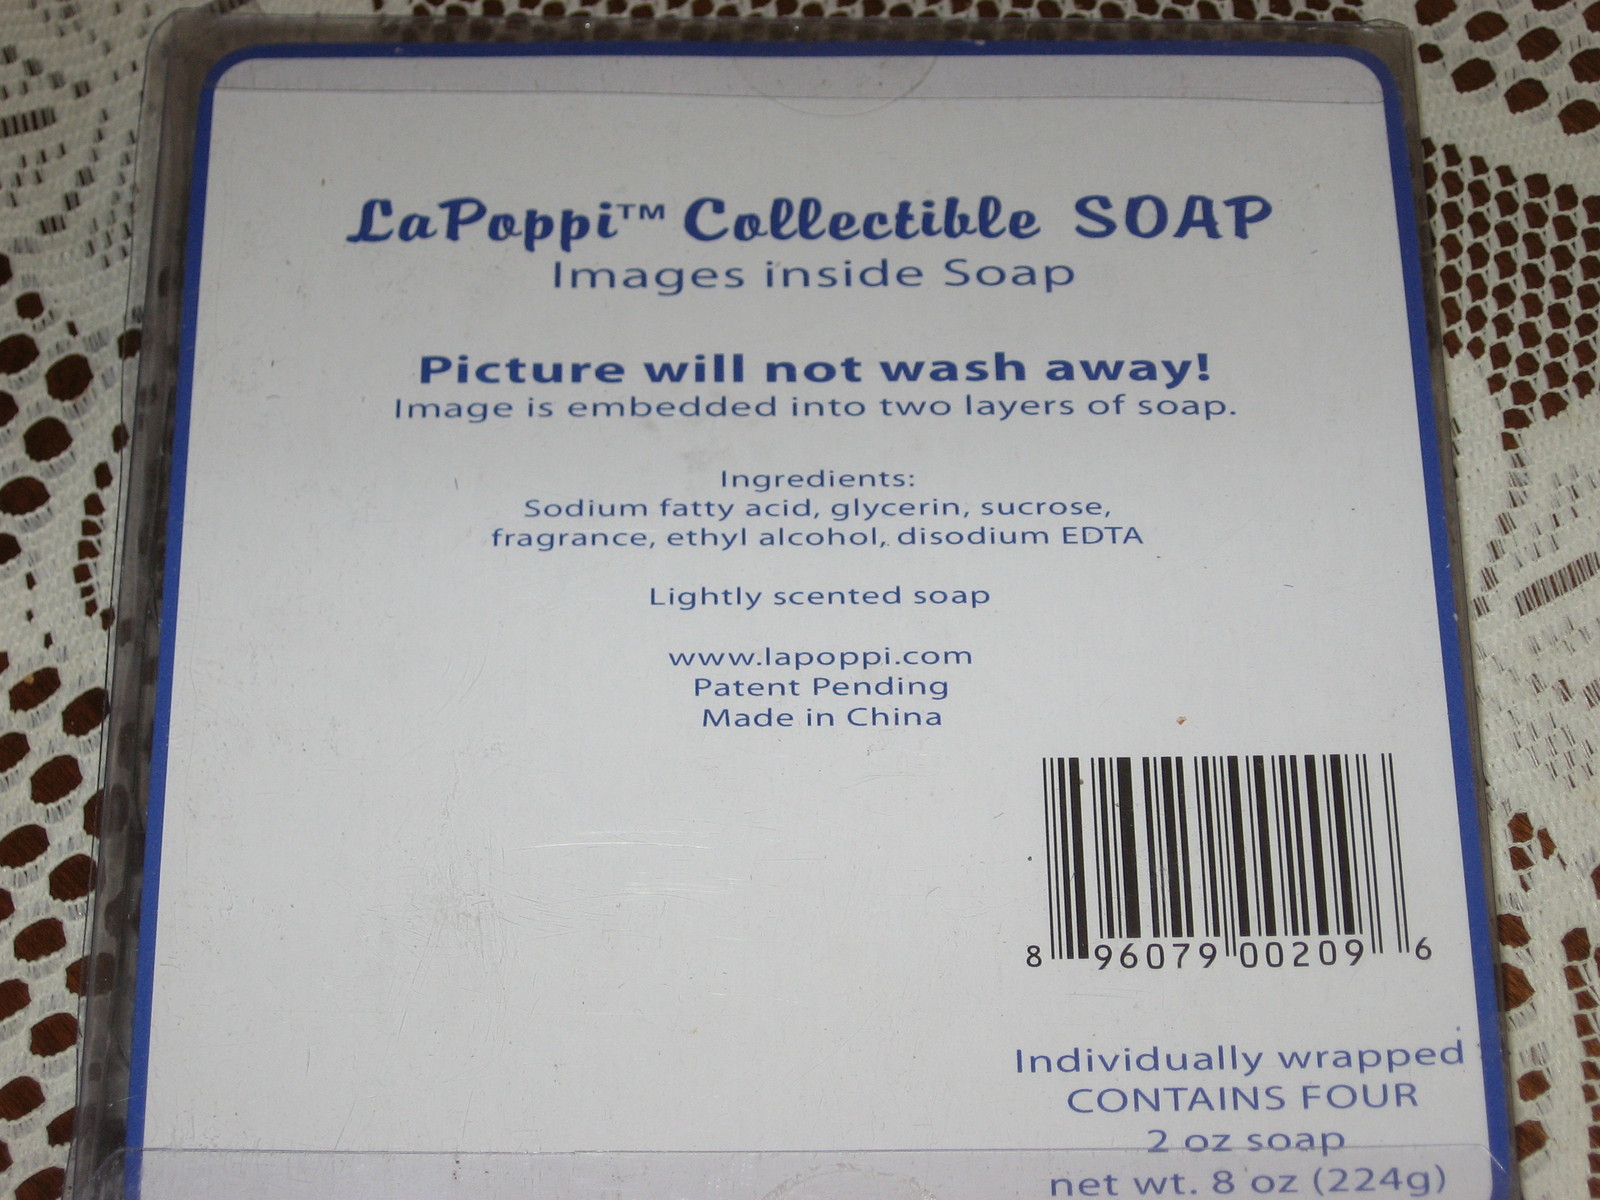 LaPoppi™ Collectible SOAP
Images inside Soap
Picture will not wash away!
Image is embedded into two layers of soap.
Ingredients:
Sodium fatty acid, glycerin, sucrose,
fragrance, ethyl alcohol, disodium EDTA
Lightly scented soap
www.lapoppi.com
Patent Pending
Made in China
8 96079 00209 6
Individually wrapped
CONTAINS FOUR
2 oz soap
net wt. 8 oz (224g)